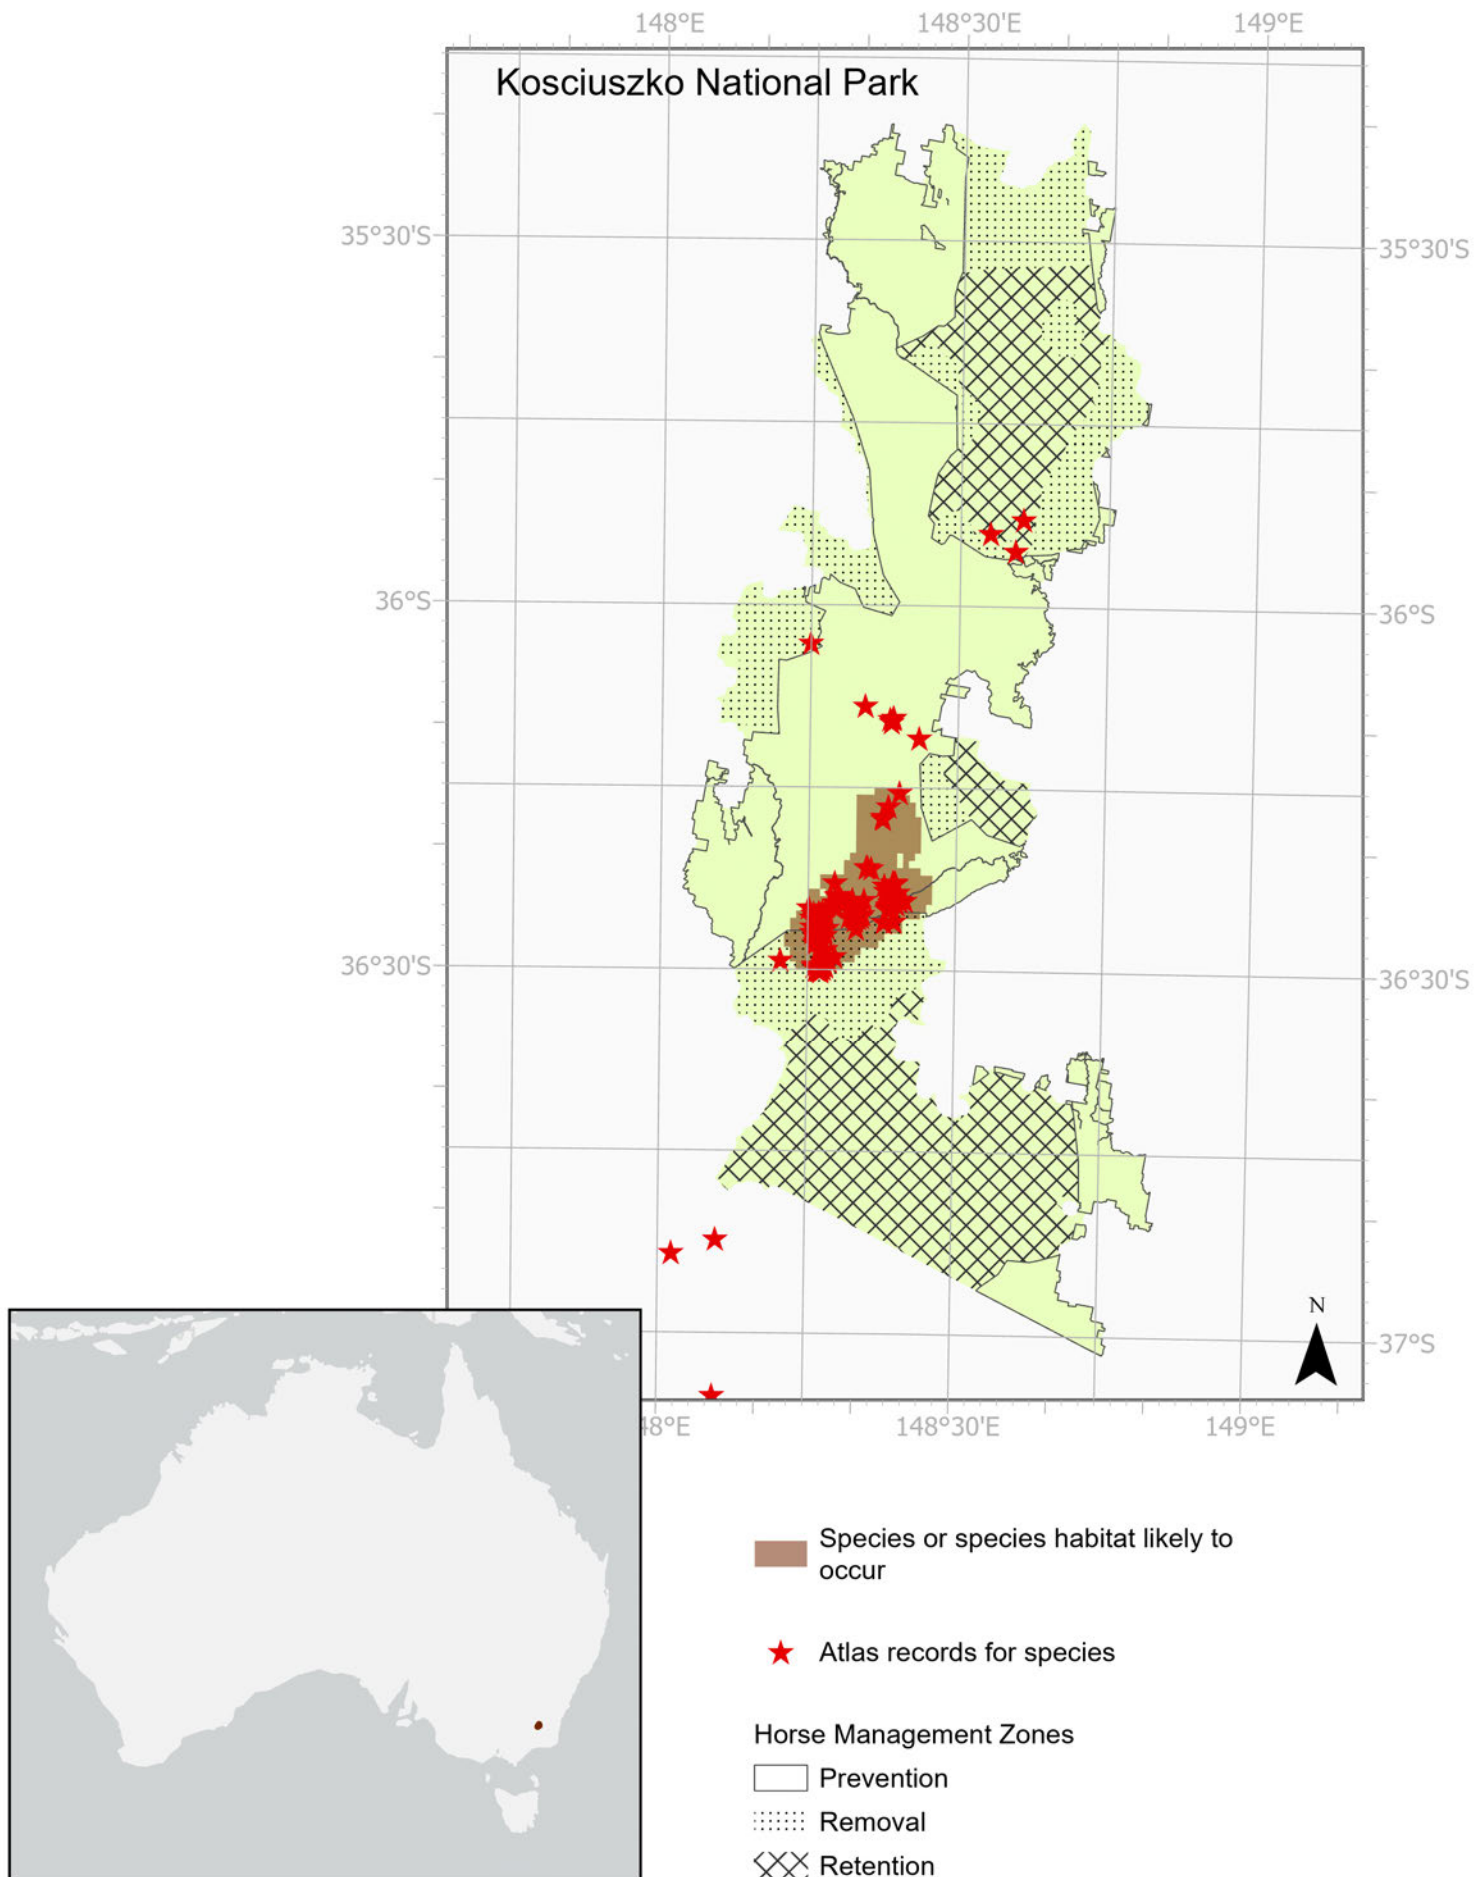 148°E 148°30'E 149°E
Kosciuszko National Park
35°30'S 35°30'S
36°S 36°S
36°30'S 36°30'S
N
37°S
48°E 148°30'E 149°E
Species or species habitat likely to
occur
Atlas records for species
Horse Management Zones
Prevention
Removal
Retention